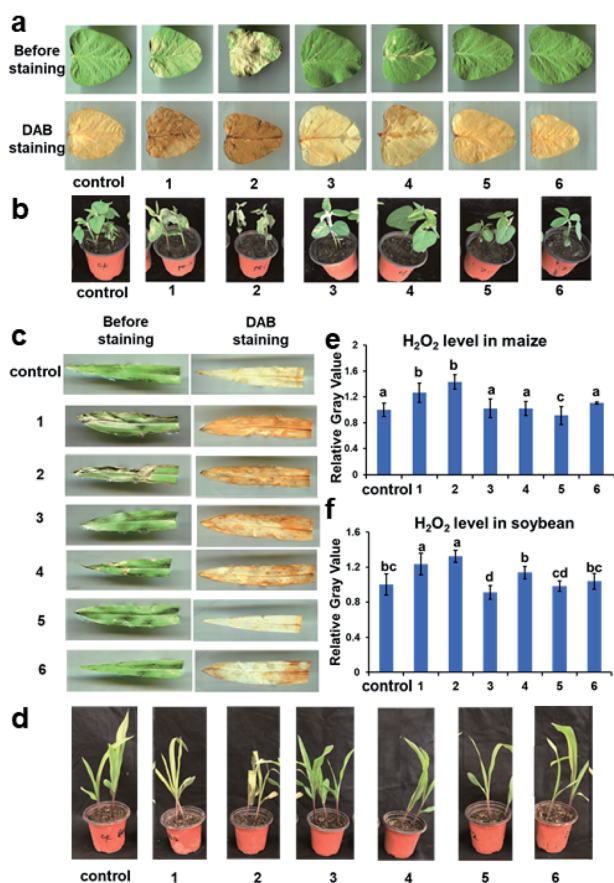 a
Before
staining
DAB
staining
control 1 2 3 4 5 6
b
control 1 2 3 4 5 6
c
Before
staining
DAB
staining
control
1
2
3
4
5
6
e
H2O2 level in maize
Relative Gray Value
2
1.6
1.2
0.8
0.4
0
a b b a a c a
control 1 2 3 4 5 6
f
H2O2 level in soybean
Relative Gray Value
1.6
1.2
0.8
0.4
0
bc a a d b cd bc
control 1 2 3 4 5 6
d
control 1 2 3 4 5 6